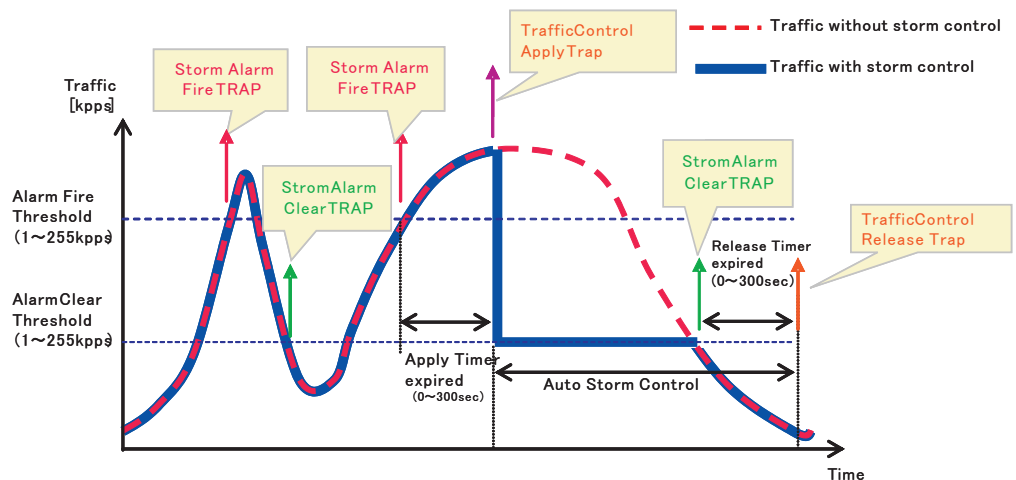 Traffic without storm control
Traffic with storm control
TrafficControl
ApplyTrap
Storm Alarm
FireTRAP
Storm Alarm
FireTRAP
Traffic
[kpps]
StromAlarm
ClearTRAP
StromAlarm
ClearTRAP
Alarm Fire
Threshold
(1～255kpps)
TrafficControl
Release Trap
Release Timer
expired
(0～300sec)
AlarmClear
Threshold
(1～255kpps)
Apply Timer
expired
(0～300sec)
Auto Storm Control
Time